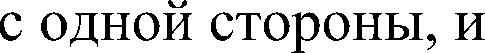 с одной стороны, и